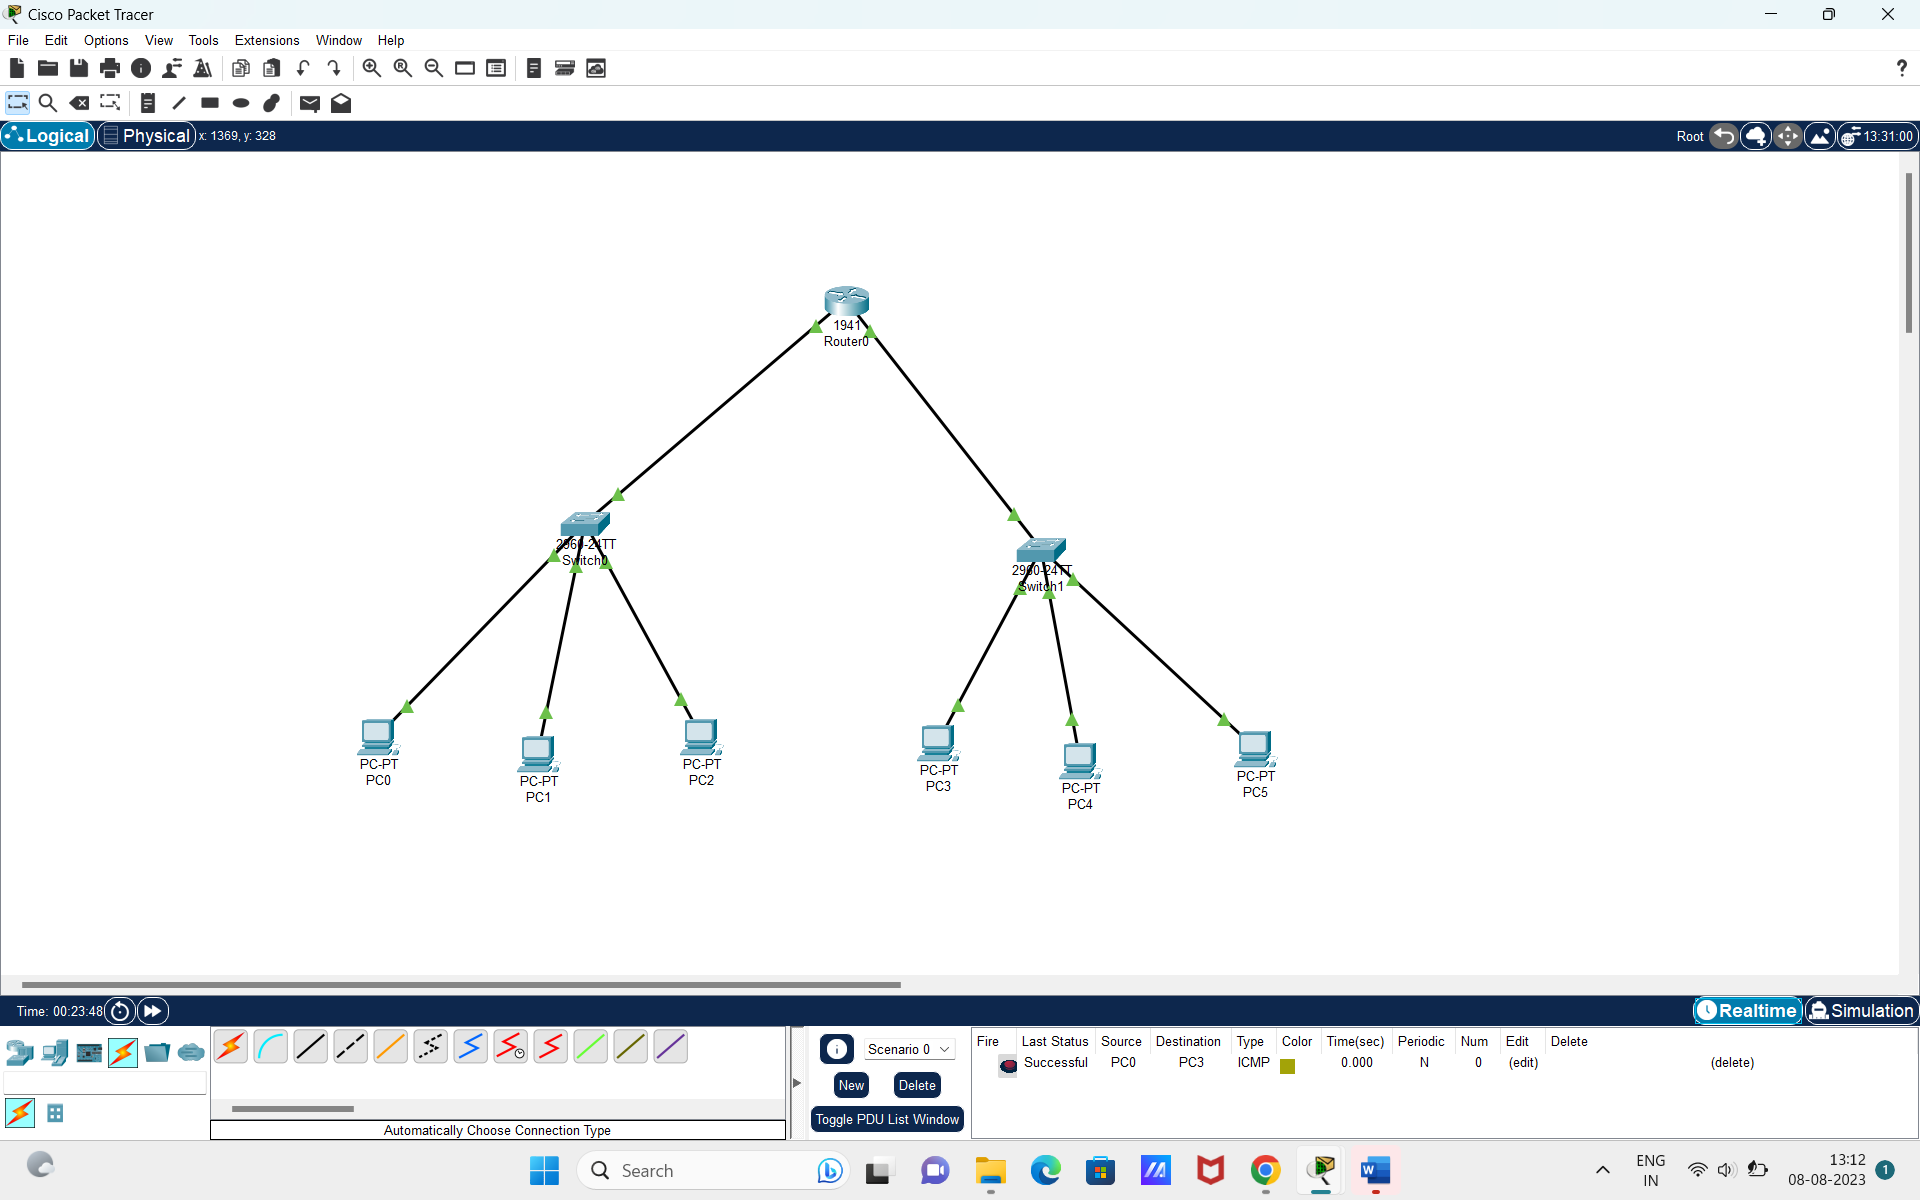 Cisco Packet Tracer
File Edit Options View Tools Extensions Window Help
?
Logical Physical x: 1369, y: 328 Root 13:31:00
1941
Router0
2960-24TT
Switch0
2960-24TT
Switch1
PC-PT
PC0
PC-PT
PC1
PC-PT
PC2
PC-PT
PC3
PC-PT
PC4
PC-PT
PC5
Time: 00:23:48 Realtime Simulation
Automatically Choose Connection Type
Scenario 0
New Delete
Toggle PDU List Window
Fire Last Status Source Destination Type Color Time(sec) Periodic Num Edit Delete
Successful PC0 PC3 ICMP 0.000 N 0 (edit) (delete)
Search
ENG
IN
13:12
08-08-2023
1